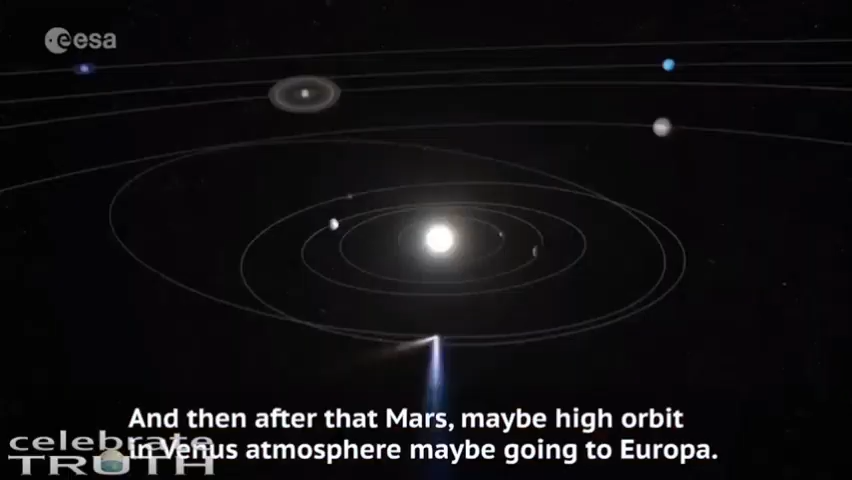 esa
And then after that Mars, maybe high orbit
in Venus atmosphere maybe going to Europa.
celebrate
TRUTH